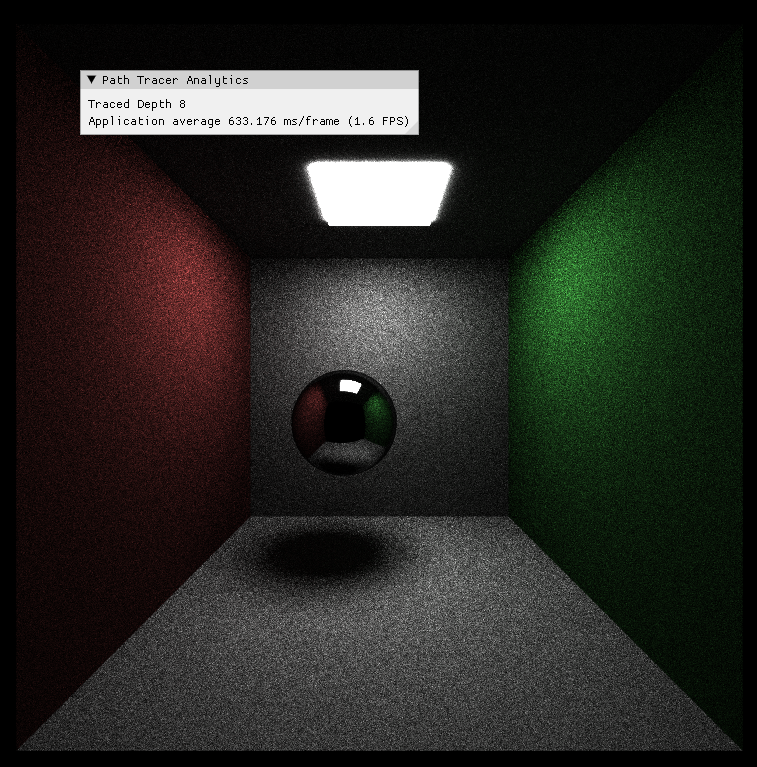 Path Tracer Analytics
Traced Depth 8
Application average 633.176 ms/frame (1.6 FPS)